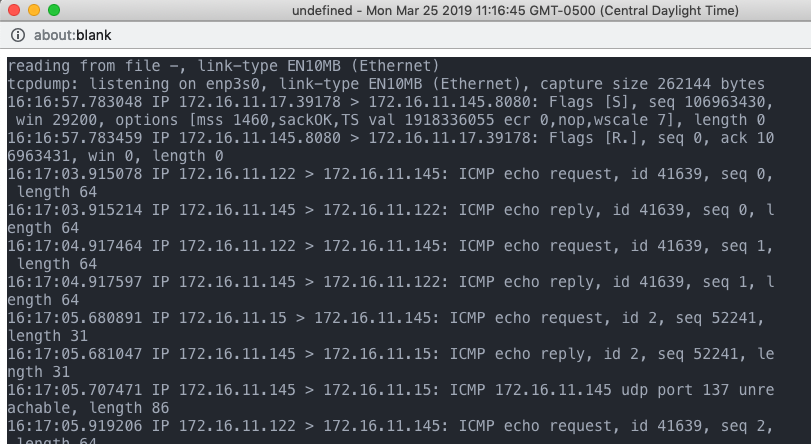 undefined - Mon Mar 25 2019 11:16:45 GMT-0500 (Central Daylight Time)
about:blank
reading from file -, link-type EN10MB (Ethernet)
tcpdump: listening on enp3s0, link-type EN10MB (Ethernet), capture size 262144 bytes
16:16:57.783048 IP 172.16.11.17.39178 > 172.16.11.145.8080: Flags [S], seq 106963430,
 win 29200, options [mss 1460,sackOK,TS val 1918336055 ecr 0,nop,wscale 7], length 0
16:16:57.783459 IP 172.16.11.145.8080 > 172.16.11.17.39178: Flags [R.], seq 0, ack 10
6963431, win 0, length 0
16:17:03.915078 IP 172.16.11.122 > 172.16.11.145: ICMP echo request, id 41639, seq 0,
 length 64
16:17:03.915214 IP 172.16.11.145 > 172.16.11.122: ICMP echo reply, id 41639, seq 0, l
ength 64
16:17:04.917464 IP 172.16.11.122 > 172.16.11.145: ICMP echo request, id 41639, seq 1,
 length 64
16:17:04.917597 IP 172.16.11.145 > 172.16.11.122: ICMP echo reply, id 41639, seq 1, l
ength 64
16:17:05.680891 IP 172.16.11.15 > 172.16.11.145: ICMP echo request, id 2, seq 52241,
length 31
16:17:05.681047 IP 172.16.11.145 > 172.16.11.15: ICMP echo reply, id 2, seq 52241, le
ngth 31
16:17:05.707471 IP 172.16.11.145 > 172.16.11.15: ICMP 172.16.11.145 udp port 137 unre
achable, length 86
16:17:05.919206 IP 172.16.11.122 > 172.16.11.145: ICMP echo request, id 41639, seq 2,
 length 64